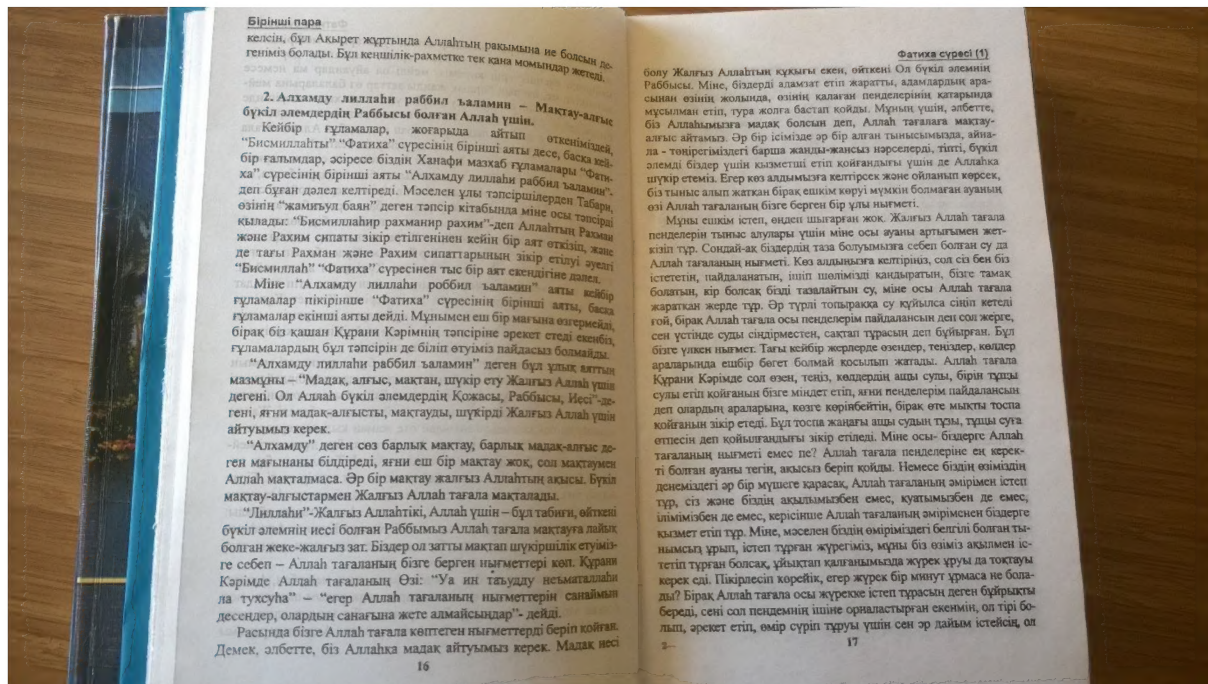 Бірінші пара
келсін, бұл Ақырет жұртында Аллаһтың рақымына ие болсын де-
геніміз болады. Бұл кеңшілік-рахметке тек қана момындар жетеді.
2. Алхамду лиллаһи раббил ъаламин – Мақтау-алғыс
бүкіл әлемдердің Раббысы болған Аллаһ үшін.
Кейбір ғұламалар, жоғарыда айтып өткеніміздей,
“Бисмиллаһты” “Фатиха” сүресінің бірінші аяты десе, басқа кей-
бір ғалымдар, әсіресе біздің Ханафи мазхаб ғұламалары “Фати-
ха” сүресінің бірінші аяты “Алхамду лиллаһи раббил ъаламин”-
деп бұған дәлел келтіреді. Мәселен ұлы тәпсіршілерден Табари,
өзінің “жамиъул баян” деген тәпсір кітабында міне осы тәпсірді
қылады: “Бисмиллаһир рахманир рахим”-деп Аллаһтың Рахман
және Рахим сипаты зікір етілгенінен кейін бір аят өткізіп, және
де тағы Рахман және Рахим сипаттарының зікір етілуі әуелгі
“Бисмиллаһ” “Фатиха” сүресінен тыс бір аят екендігіне дәлел.
Міне “Алхамду лиллаһи роббил ъаламин” аяты кейбір
ғұламалар пікірінше “Фатиха” сүресінің бірінші аяты, басқа
ғұламалар екінші аяты дейді. Мұнымен еш бір мағына өзгермейді,
бірақ біз қашан Құрани Кәрімнің тәпсіріне әрекет стеді екенбіз,
ғұламалардың бұл тәпсірін де біліп өтуіміз пайдасыз болмайды.
“Алхамду лиллаһи раббил ъаламин” деген бұл ұлық аяттың
мазмұны – “Мадақ, алғыс, мақтан, шүкір ету Жалғыз Аллаһ үшін
дегені. Ол Аллаһ бүкіл әлемдердің Қожасы, Раббысы, Иесі”-де-
гені, яғни мадақ-алғысты, мақтауды, шүкірді Жалғыз Аллаһ үшін
айтуымыз керек.
“Алхамду” деген сөз барлық мақтау, барлық мадақ-алғыс де-
ген мағынаны білдіреді, яғни еш бір мақтау жоқ, сол мақтаумен
Аллаһ мақталмаса. Әр бір мақтау жалғыз Аллаһтың ақысы. Бүкіл
мақтау-алғыстармен Жалғыз Аллаһ тағала мақталады.
“Лиллаһи”-Жалғыз Аллаһтікі, Аллаһ үшін – бұл табиғи, өйткені
бүкіл әлемнің иесі болған Раббымыз Аллаһ тағала мақтауға лайық
болған жеке-жалғыз зат. Біздер ол затты мақтап шүкіршілік етуіміз-
ге себеп – Аллаһ тағаланың бізге берген нығметтері көп. Құрани
Кәрімде Аллаһ тағаланың Өзі: “Уа ин таъудду неъматаллаһи
ла тухсуһа” – “егер Аллаһ тағаланың нығметтерін санаймын
десеңдер, олардың санағына жете алмайсыңдар”- дейді.
Расында бізге Аллаһ тағала көптеген нығметтерді беріп қойған.
Демек, әлбетте, біз Аллаһқа мадақ айтуымыз керек. Мадақ иесі
16
Фатиха сүресі (1)
болу Жалғыз Аллаһтың құқығы екен, өйткені Ол бүкіл әлемнің
Раббысы. Міне, біздерді адамзат етіп жаратты, адамлардың ара-
сынан өзінің жолында, өзінің қалаған пенделерінің қатарында
мұсылман етіп, тура жолға бастап қойды. Мұның үшін, әлбетте,
біз Аллаһымызға мадақ болсын деп, Аллаһ тағалаға мақтау-
алғыс айтамыз. Әр бір ісімізде әр бір алған тынысымызда, айна-
ла - төңірегіміздегі барша жанды-жансыз нәрселерді, тіпті, бүкіл
әлемді біздер үшін қызметші етіп қойғандығы үшін де Аллаһқа
шүкір етеміз. Егер көз алдымызға келтірсек және ойланып көрсек,
біз тыныс алып жатқан бірақ ешкім көруі мүмкін болмаған ауаның
өзі Аллаһ тағаланың бізге берген бір ұлы нығметі.
Мұны ешкім істеп, өңдеп шығарған жоқ. Жалғыз Аллаһ тағала
пенделерін тыныс алулары үшін міне осы ауаны артығымен жет-
кізіп тұр. Сондай-ақ біздердің таза болуымызға себеп болған су да
Аллаһ тағаланың нығметі. Көз алдыңызға келтіріңіз, сол сіз бен біз
істететін, пайдаланатын, ішіп шөлімізді қандыратын, бізге тамақ
болатын, кір болсақ бізді тазалайтын су, міне осы Аллаһ тағала
жаратқан жерде тұр. Әр түрлі топыраққа су құйылса сіңіп кетеді
ғой, бірақ Аллаһ тағала осы пенделерім пайдалансын деп сол жерге,
сен үстіңде суды сіңдірместен, сақтап тұрасың деп бұйырған. Бұл
бізге үлкен нығмет. Тағы кейбір жерлерде өзендер, теңіздер, көлдер
араларында ешбір бөгет болмай қосылып жатады. Аллаһ тағала
Құрани Кәрімде сол өзен, теңіз, көлдердің ащы сулы, бірін тұщы
сулы етіп қойғанын бізге міндет етіп, яғни пенделерім пайдалансын
деп олардың араларына, көзге көрінбейтін, бірақ өте мықты тоспа
қойғанын зікір етеді. Бұл тоспа жаңағы ащы судың тұзы, тұщы суға
өтпесін деп қойылғандығы зікір етіледі. Міне осы- біздерге Аллаһ
тағаланың нығметі емес пе? Аллаһ тағала пенделеріне ең керек-
ті болған ауаны тегін, ақысыз беріп қойды. Немесе біздің өзіміздің
денеміздегі әр бір мүшеге қарасақ, Аллаһ тағаланың әмірімен істеп
тұр, сіз және біздің ақылымызбен емес, қуатымызбен де емес,
ілімімізбен де емес, керісінше Аллаһ тағаланың әмірімснен біздерге
қызмет етіп тұр. Міне, мәселен біздің өміріміздегі белгілі болған ты-
нымсыз ұрып, істеп тұрған жүрегіміз, мұны біз өзіміз ақылмен іс-
тетіп тұрған болсақ, ұйықтап қалғанымызда жүрек ұруы да тоқтауы
керек еді. Пікірлесіп көрейік, егер жүрек бір минут ұрмаса не бола-
ды? Бірақ Аллаһ тағала осы жүрекке істеп тұрасың деген бұйрықты
береді, сені сол пендемнің ішіне орналастырған екенмін, ол тірі бо-
лып, әрекет етіп, өмір сүріп тұруы үшін сен әр дайым істейсің, ол
2—
17